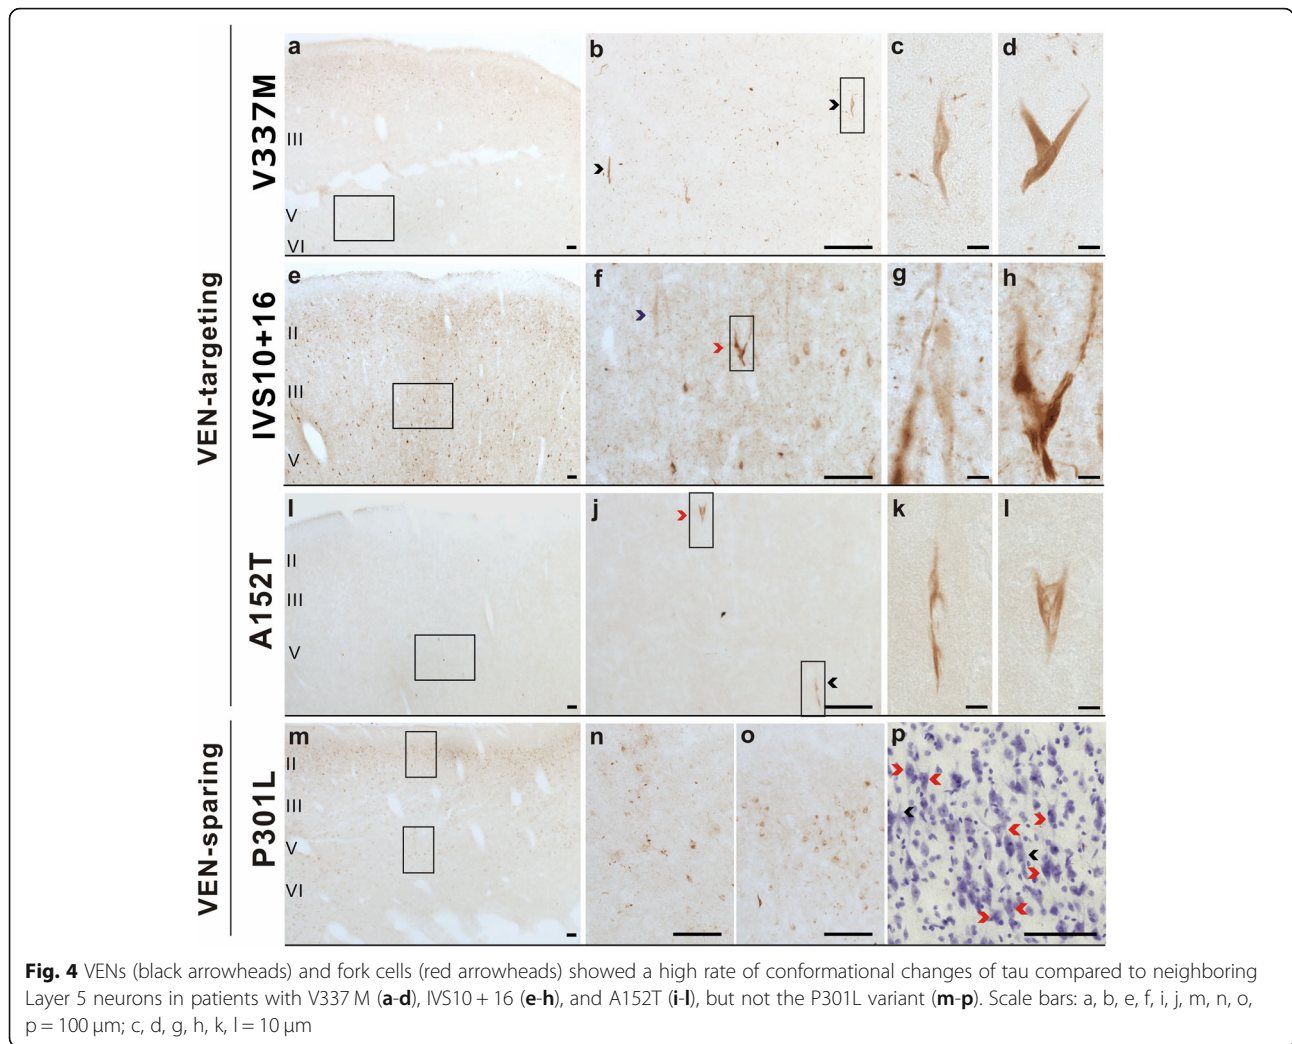 VEN-targeting
VEN-sparing
V337M
a
III
V
VI
b
c
d
IVS10+16
e
II
III
V
f
g
h
A152T
l
II
III
V
j
k
l
P301L
m
II
III
V
VI
n
o
p
Fig. 4 VENs (black arrowheads) and fork cells (red arrowheads) showed a high rate of conformational changes of tau compared to neighboring
Layer 5 neurons in patients with V337 M (a-d), IVS10 + 16 (e-h), and A152T (i-l), but not the P301L variant (m-p). Scale bars: a, b, e, f, i, j, m, n, o,
p = 100 μm; c, d, g, h, k, l = 10 μm